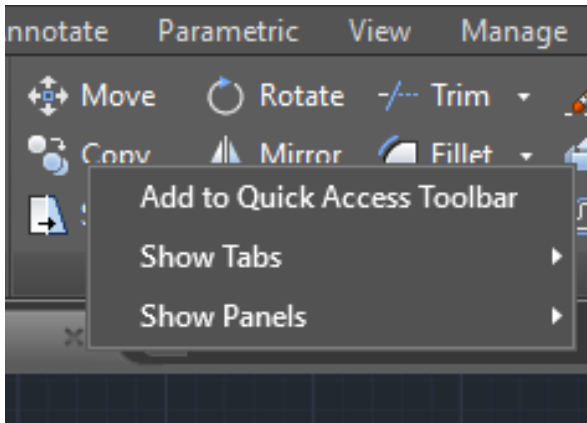 nnotate Parametric View Manage
Move Rotate Trim
Copy Mirror Fillet
Add to Quick Access Toolbar
Show Tabs
Show Panels